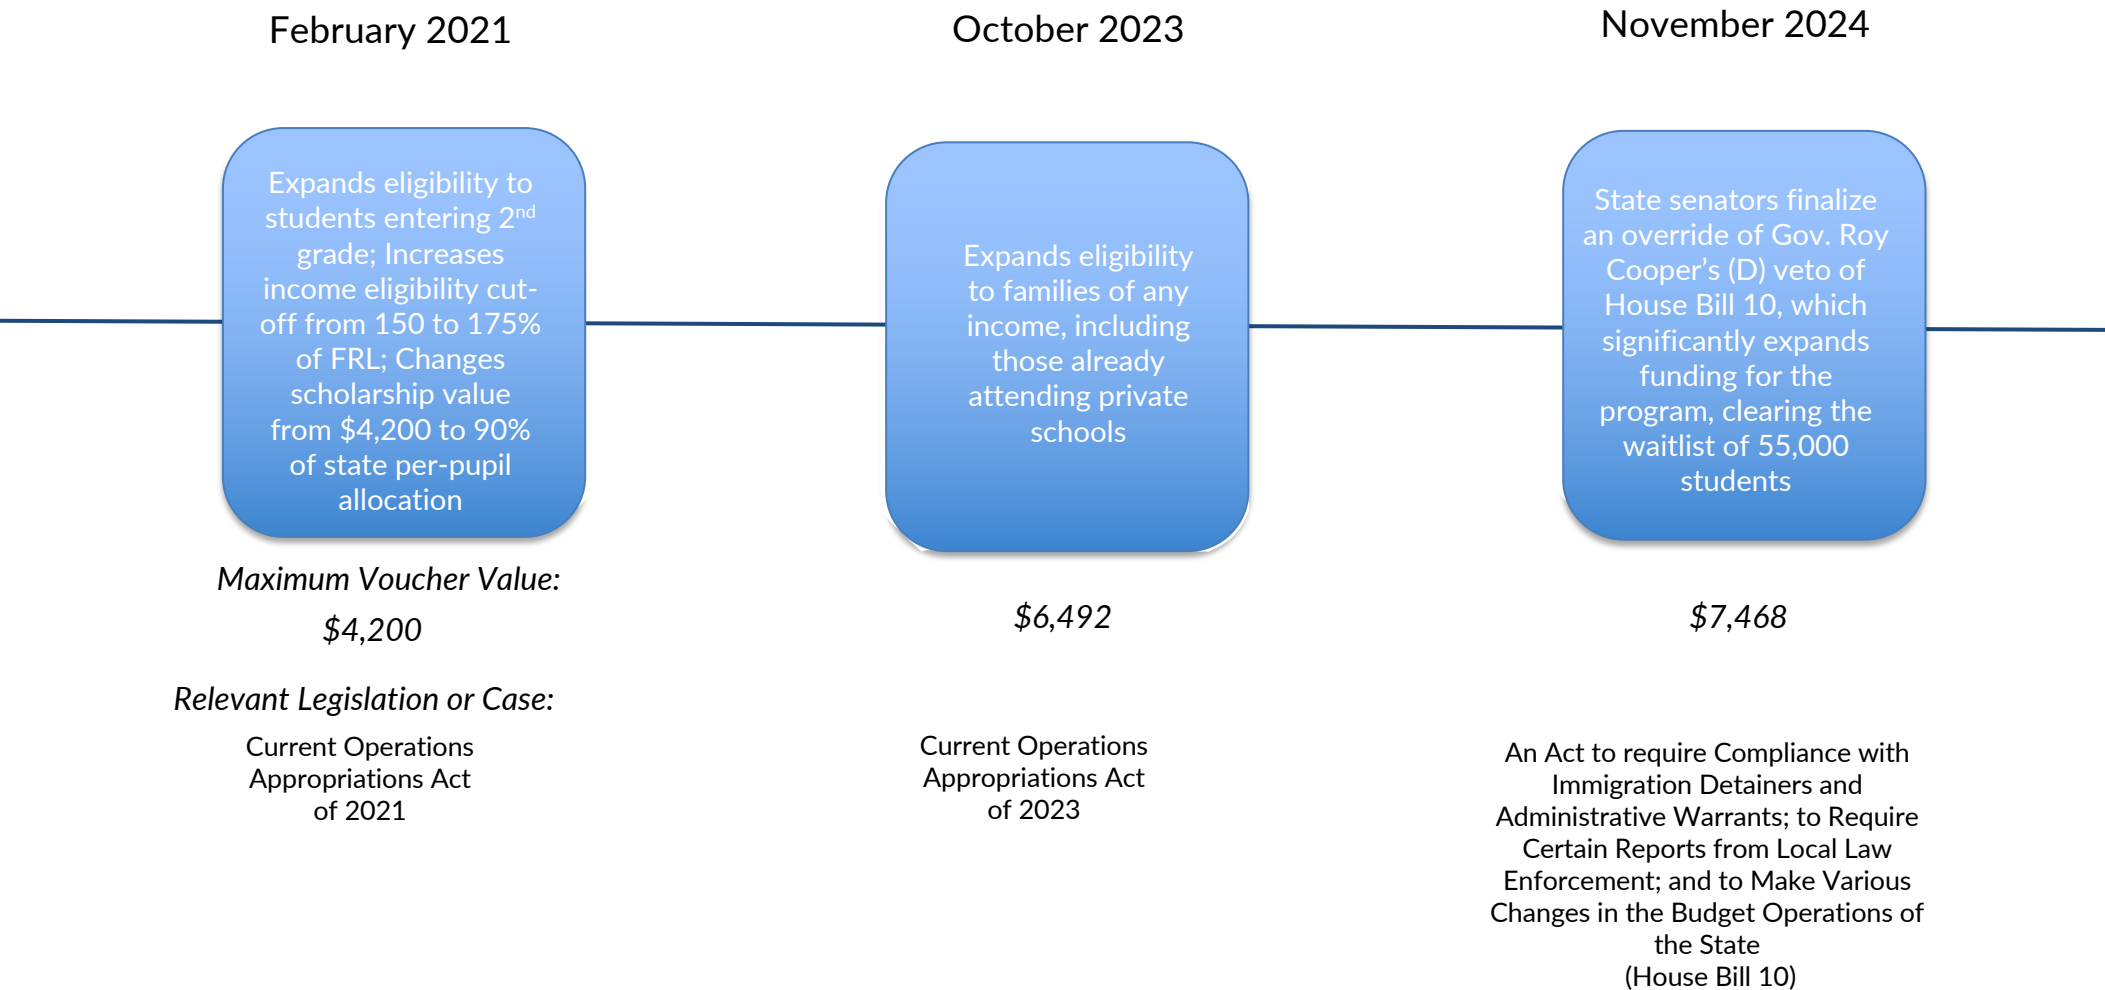 February 2021
Expands eligibility to
students entering 2nd
grade; Increases
income eligibility cut-
off from 150 to 175%
of FRL; Changes
scholarship value
from $4,200 to 90%
of state per-pupil
allocation
Maximum Voucher Value:
$4,200
Relevant Legislation or Case:
Current Operations
Appropriations Act
of 2021
October 2023
Expands eligibility
to families of any
income, including
those already
attending private
schools
$6,492
Current Operations
Appropriations Act
of 2023
November 2024
State senators finalize
an override of Gov. Roy
Cooper’s (D) veto of
House Bill 10, which
significantly expands
funding for the
program, clearing the
waitlist of 55,000
students
$7,468
An Act to require Compliance with
Immigration Detainers and
Administrative Warrants; to Require
Certain Reports from Local Law
Enforcement; and to Make Various
Changes in the Budget Operations of
the State
(House Bill 10)